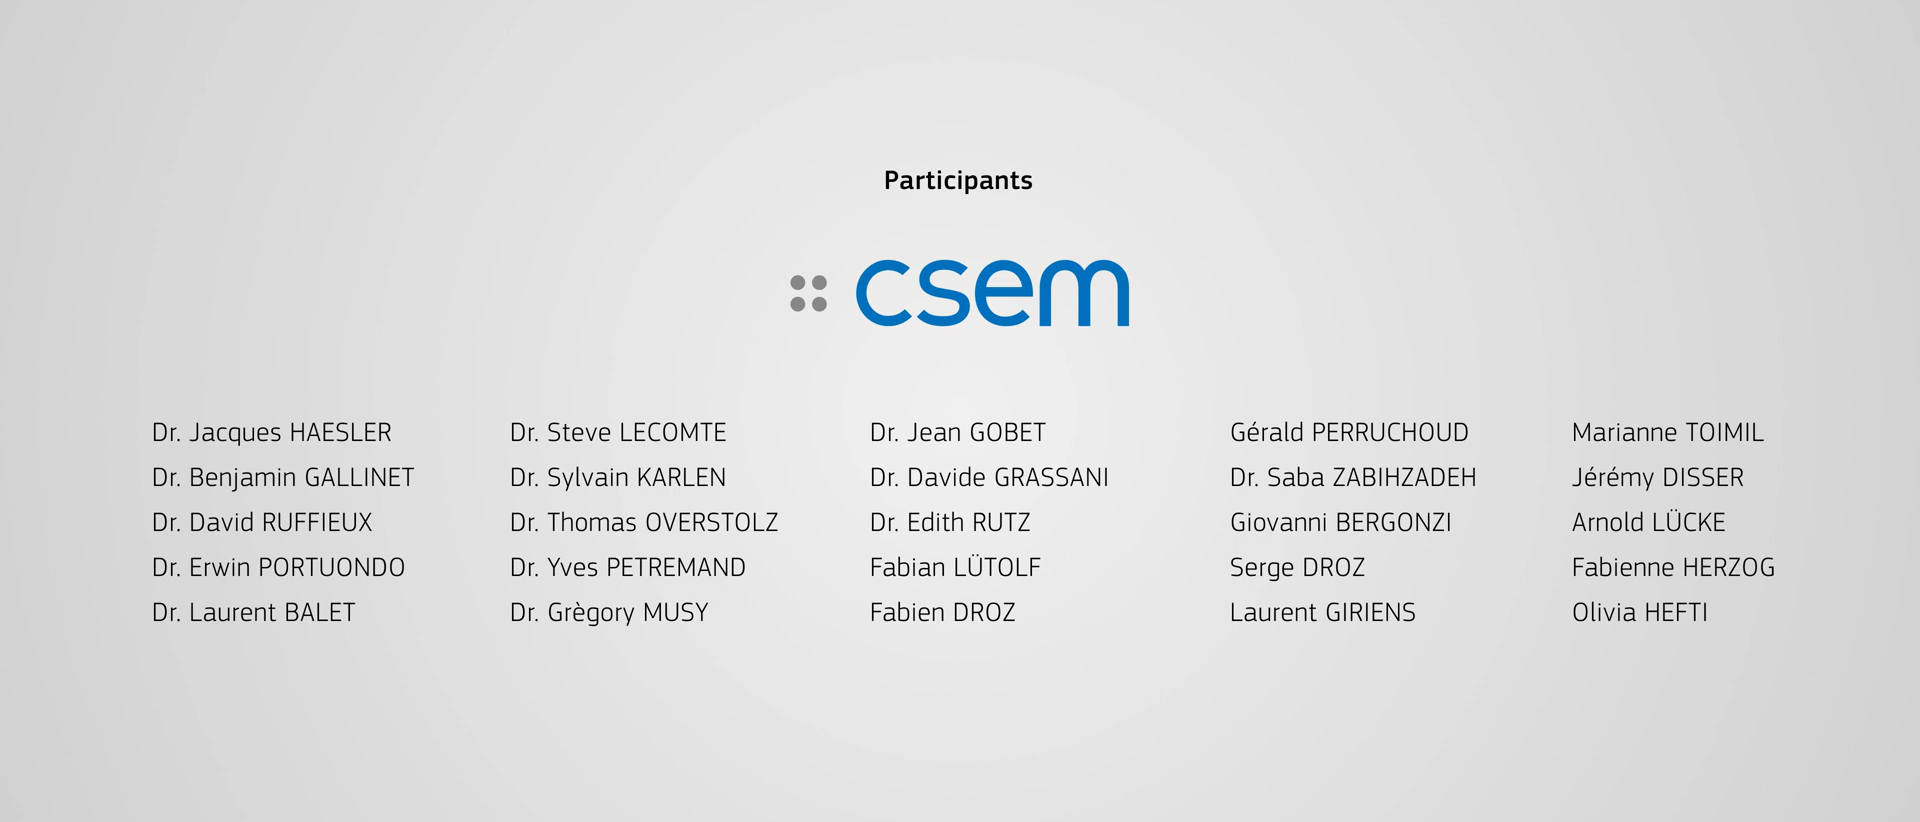 Participants
csem
Dr. Jacques HAESLER
Dr. Benjamin GALLINET
Dr. David RUFFIEUX
Dr. Erwin PORTUONDO
Dr. Laurent BALET
Dr. Steve LECOMTE
Dr. Sylvain KARLEN
Dr. Thomas OVERSTOLZ
Dr. Yves PETREMAND
Dr. Grègory MUSY
Dr. Jean GOBET
Dr. Davide GRASSANI
Dr. Edith RUTZ
Fabian LÜTOLF
Fabien DROZ
Gérald PERRUCHOUD
Dr. Saba ZABIHZADEH
Giovanni BERGONZI
Serge DROZ
Laurent GIRIENS
Marianne TOIMIL
Jérémy DISSER
Arnold LÜCKE
Fabienne HERZOG
Olivia HEFTI